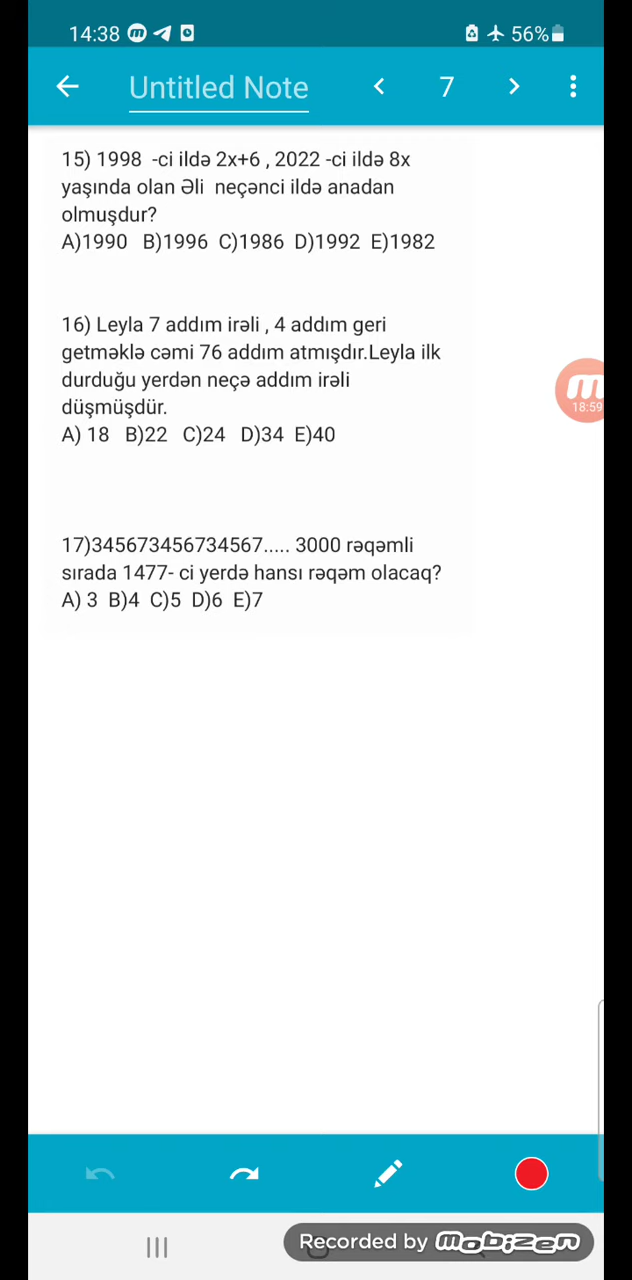 14:38
56%
Untitled Note
7
15) 1998 -ci ildə 2x+6 , 2022 -ci ildə 8x
yaşında olan Əli neçənci ildə anadan
olmuşdur?
A)1990 B)1996 C)1986 D)1992 E)1982
16) Leyla 7 addım irəli , 4 addım geri
getməklə cəmi 76 addım atmışdır.Leyla ilk
durduğu yerdən neçə addım irəli
düşmüşdür.
A) 18 B)22 C)24 D)34 E)40
18:59
17)345673456734567..... 3000 rəqəmli
sırada 1477- ci yerdə hansı rəqəm olacaq?
A) 3 B)4 C)5 D)6 E)7
Recorded by mobizen